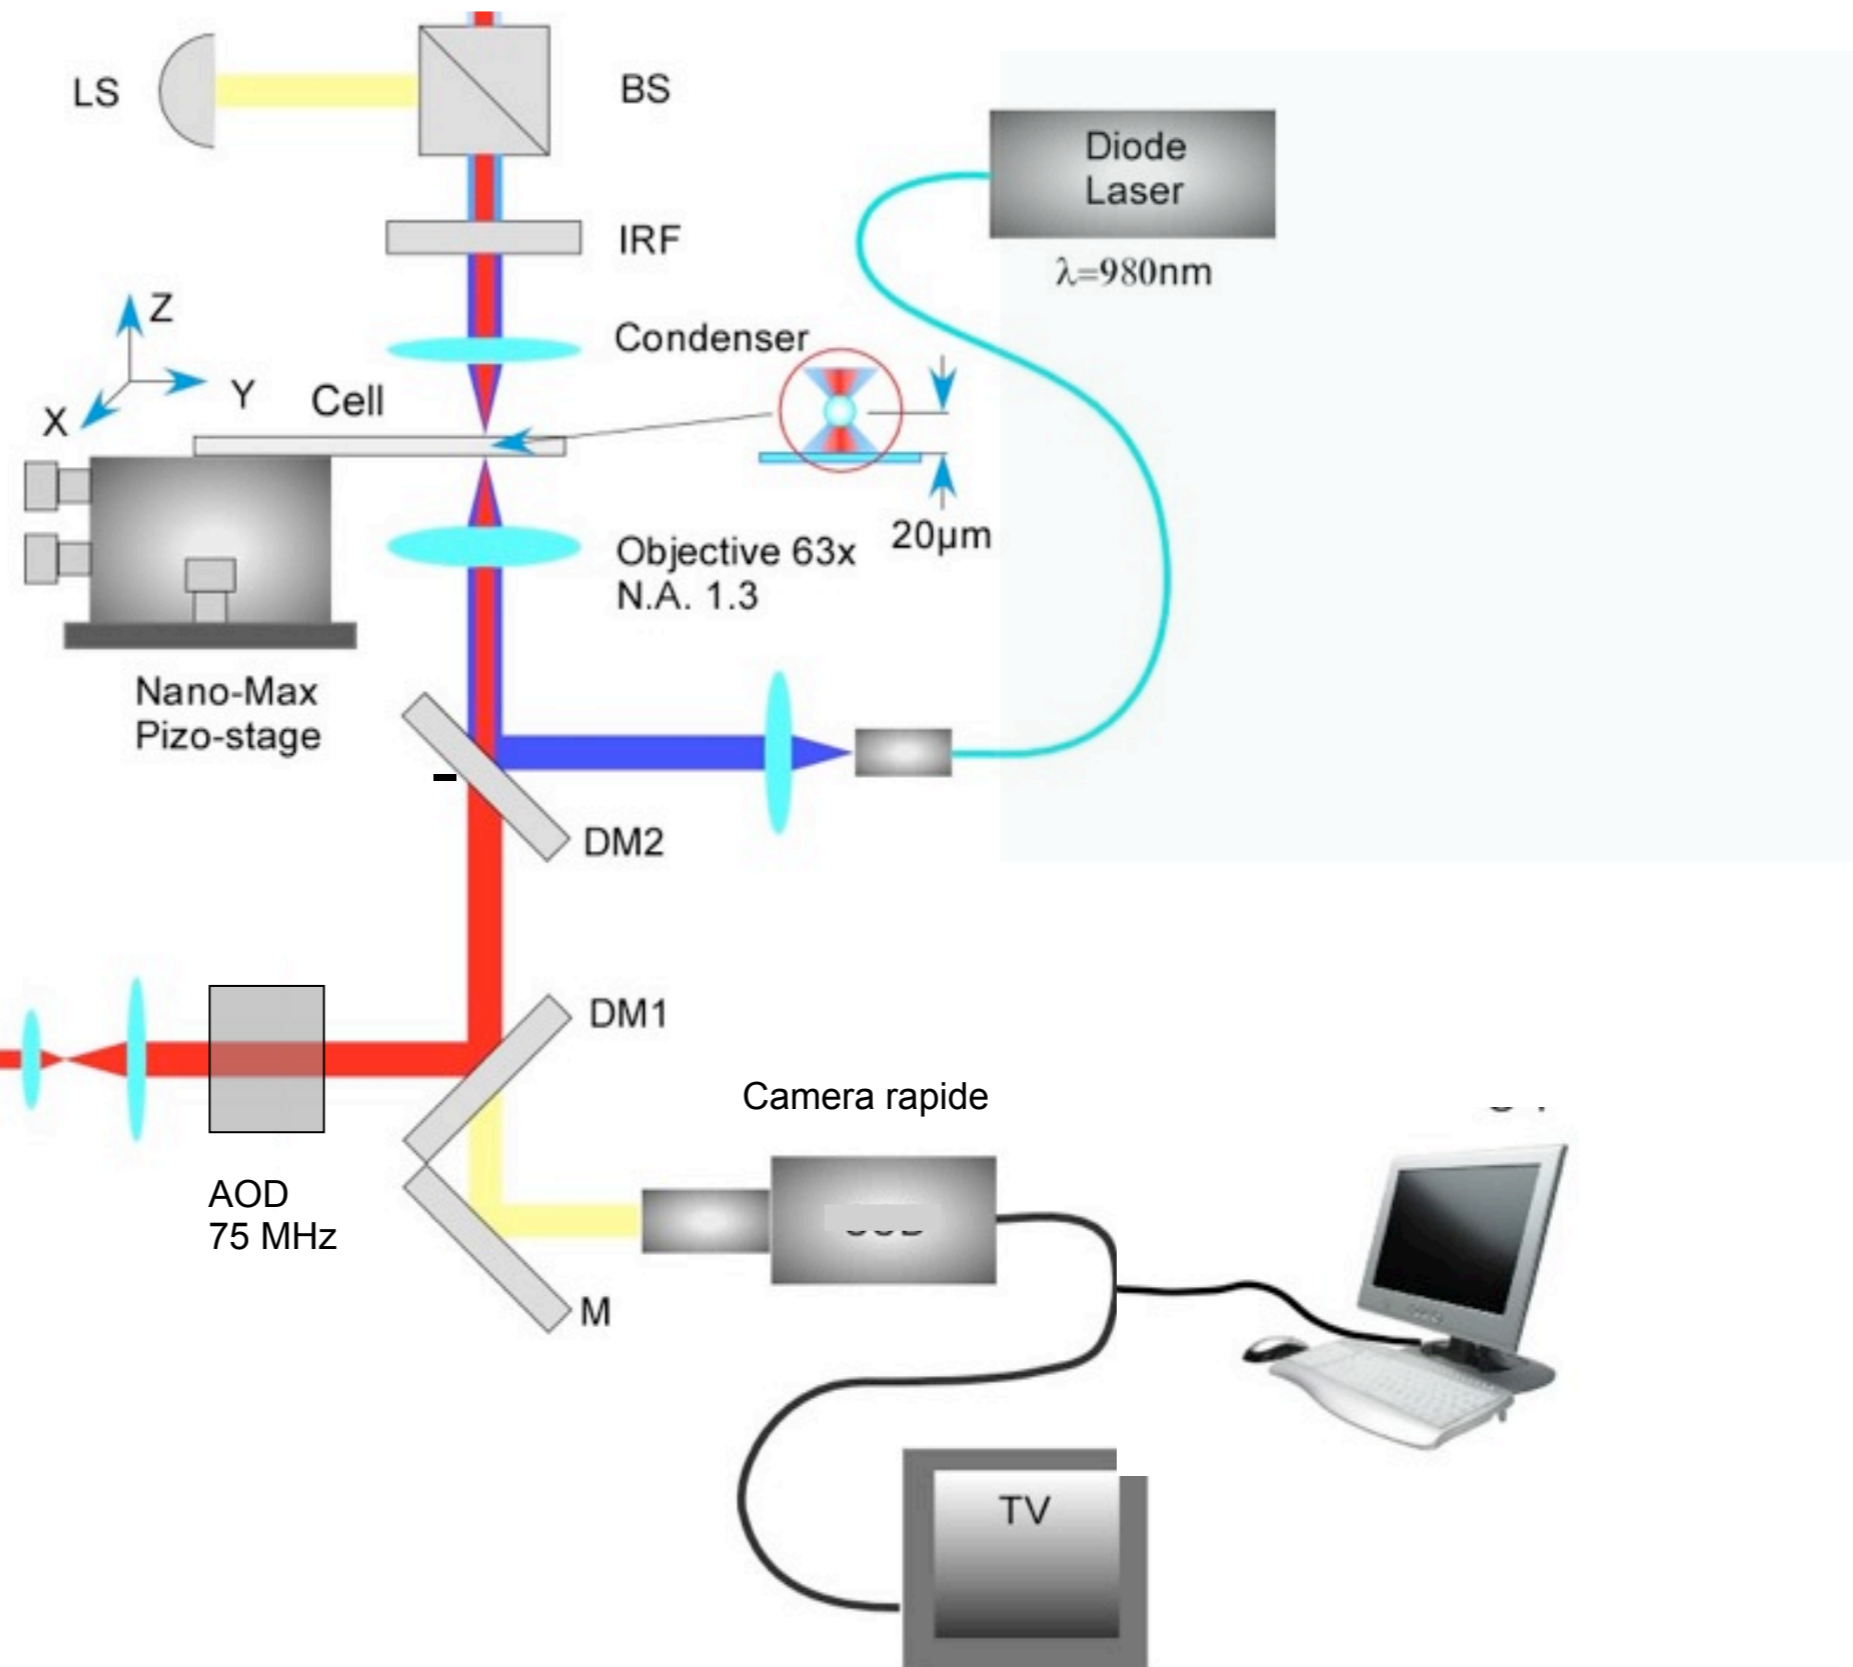 LS
BS
Diode
Laser
λ=980nm
IRF
Z
Condenser
Y
X
Cell
20µm
Objective 63x
N.A. 1.3
Nano-Max
Pizo-stage
DM2
DM1
Camera rapide
AOD
75 MHz
M
TV